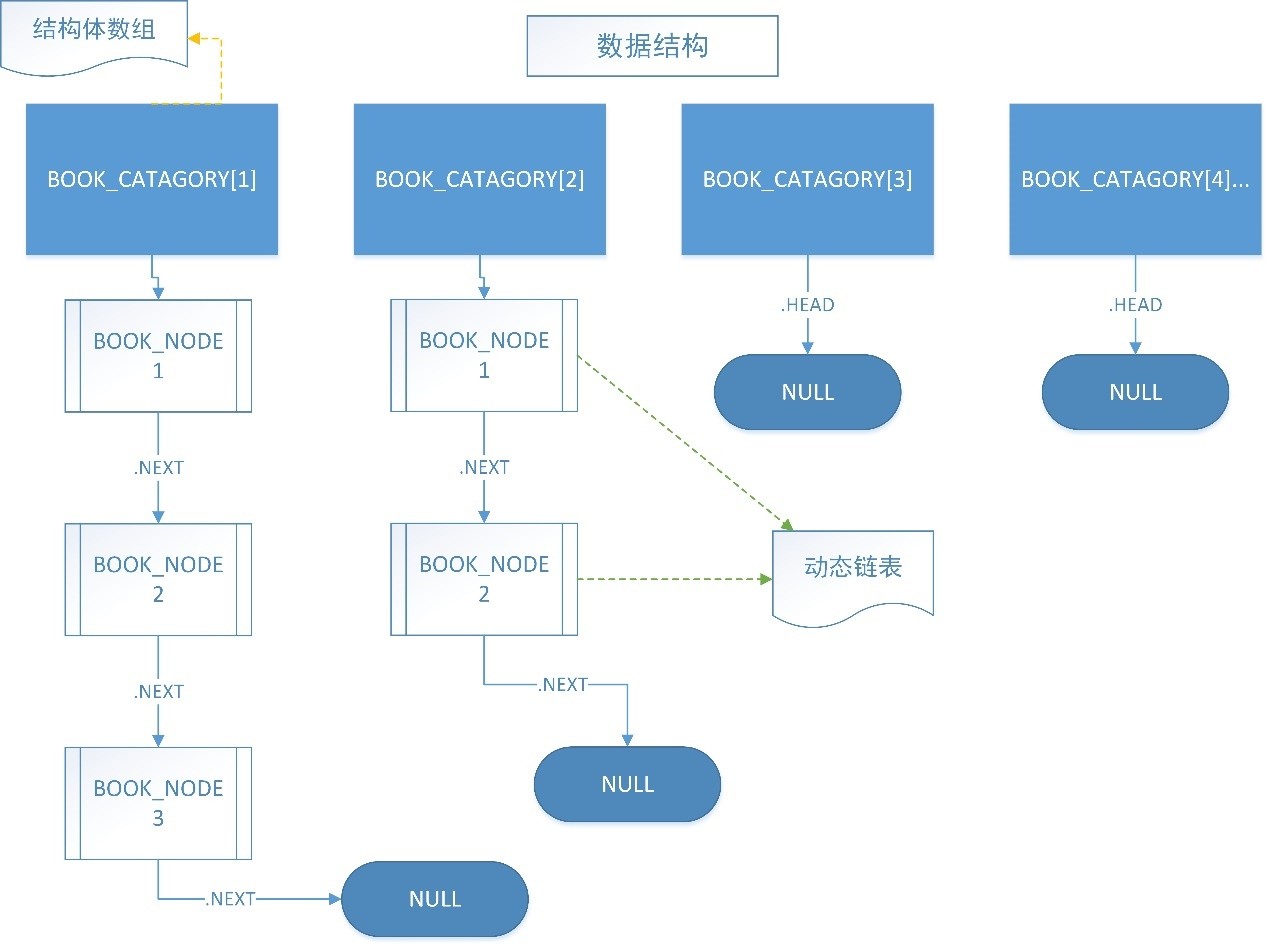 结构体数组
数据结构
BOOK_CATAGORY[1]
BOOK_CATAGORY[2]
BOOK_CATAGORY[3]
BOOK_CATAGORY[4]...
.HEAD
.HEAD
BOOK_NODE
1
BOOK_NODE
1
NULL
NULL
.NEXT
.NEXT
BOOK_NODE
2
BOOK_NODE
2
动态链表
.NEXT
.NEXT
BOOK_NODE
3
NULL
.NEXT
NULL